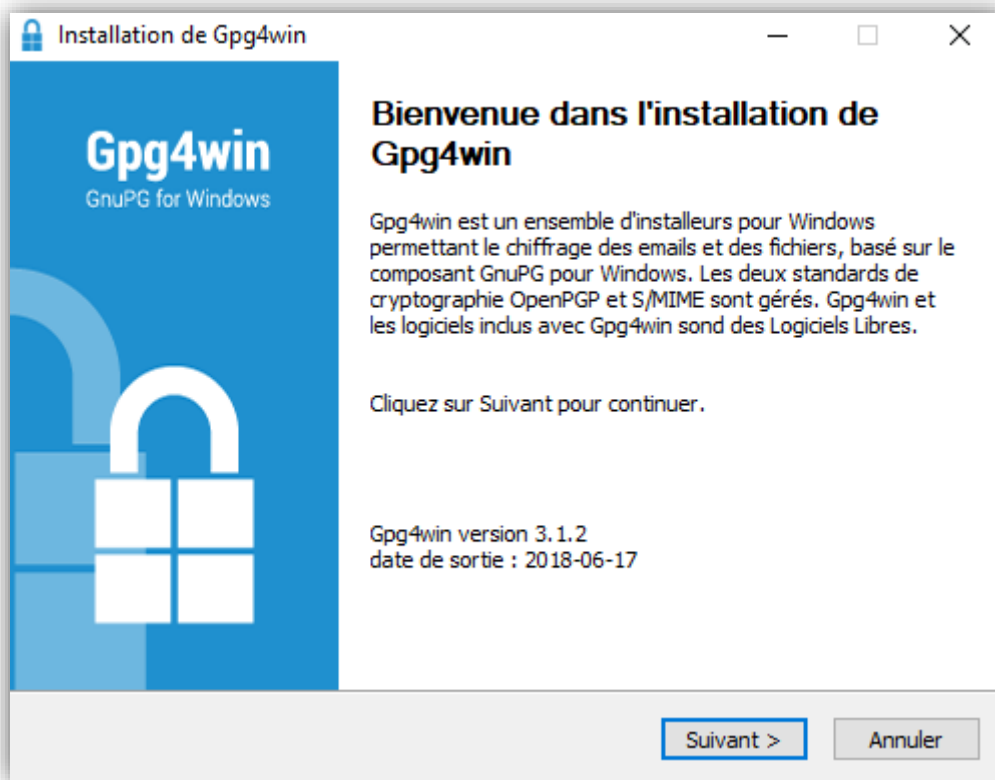 Installation de Gpg4win
Gpg4win
GnuPG for Windows
Bienvenue dans l'installation de
Gpg4win
Gpg4win est un ensemble d'installeurs pour Windows
permettant le chiffrage des emails et des fichiers, basé sur le
composant GnuPG pour Windows. Les deux standards de
cryptographie OpenPGP et S/MIME sont gérés. Gpg4win et
les logiciels inclus avec Gpg4win sond des Logiciels Libres.
Cliquez sur Suivant pour continuer.
Gpg4win version 3.1.2
date de sortie : 2018-06-17
Suivant >
Annuler